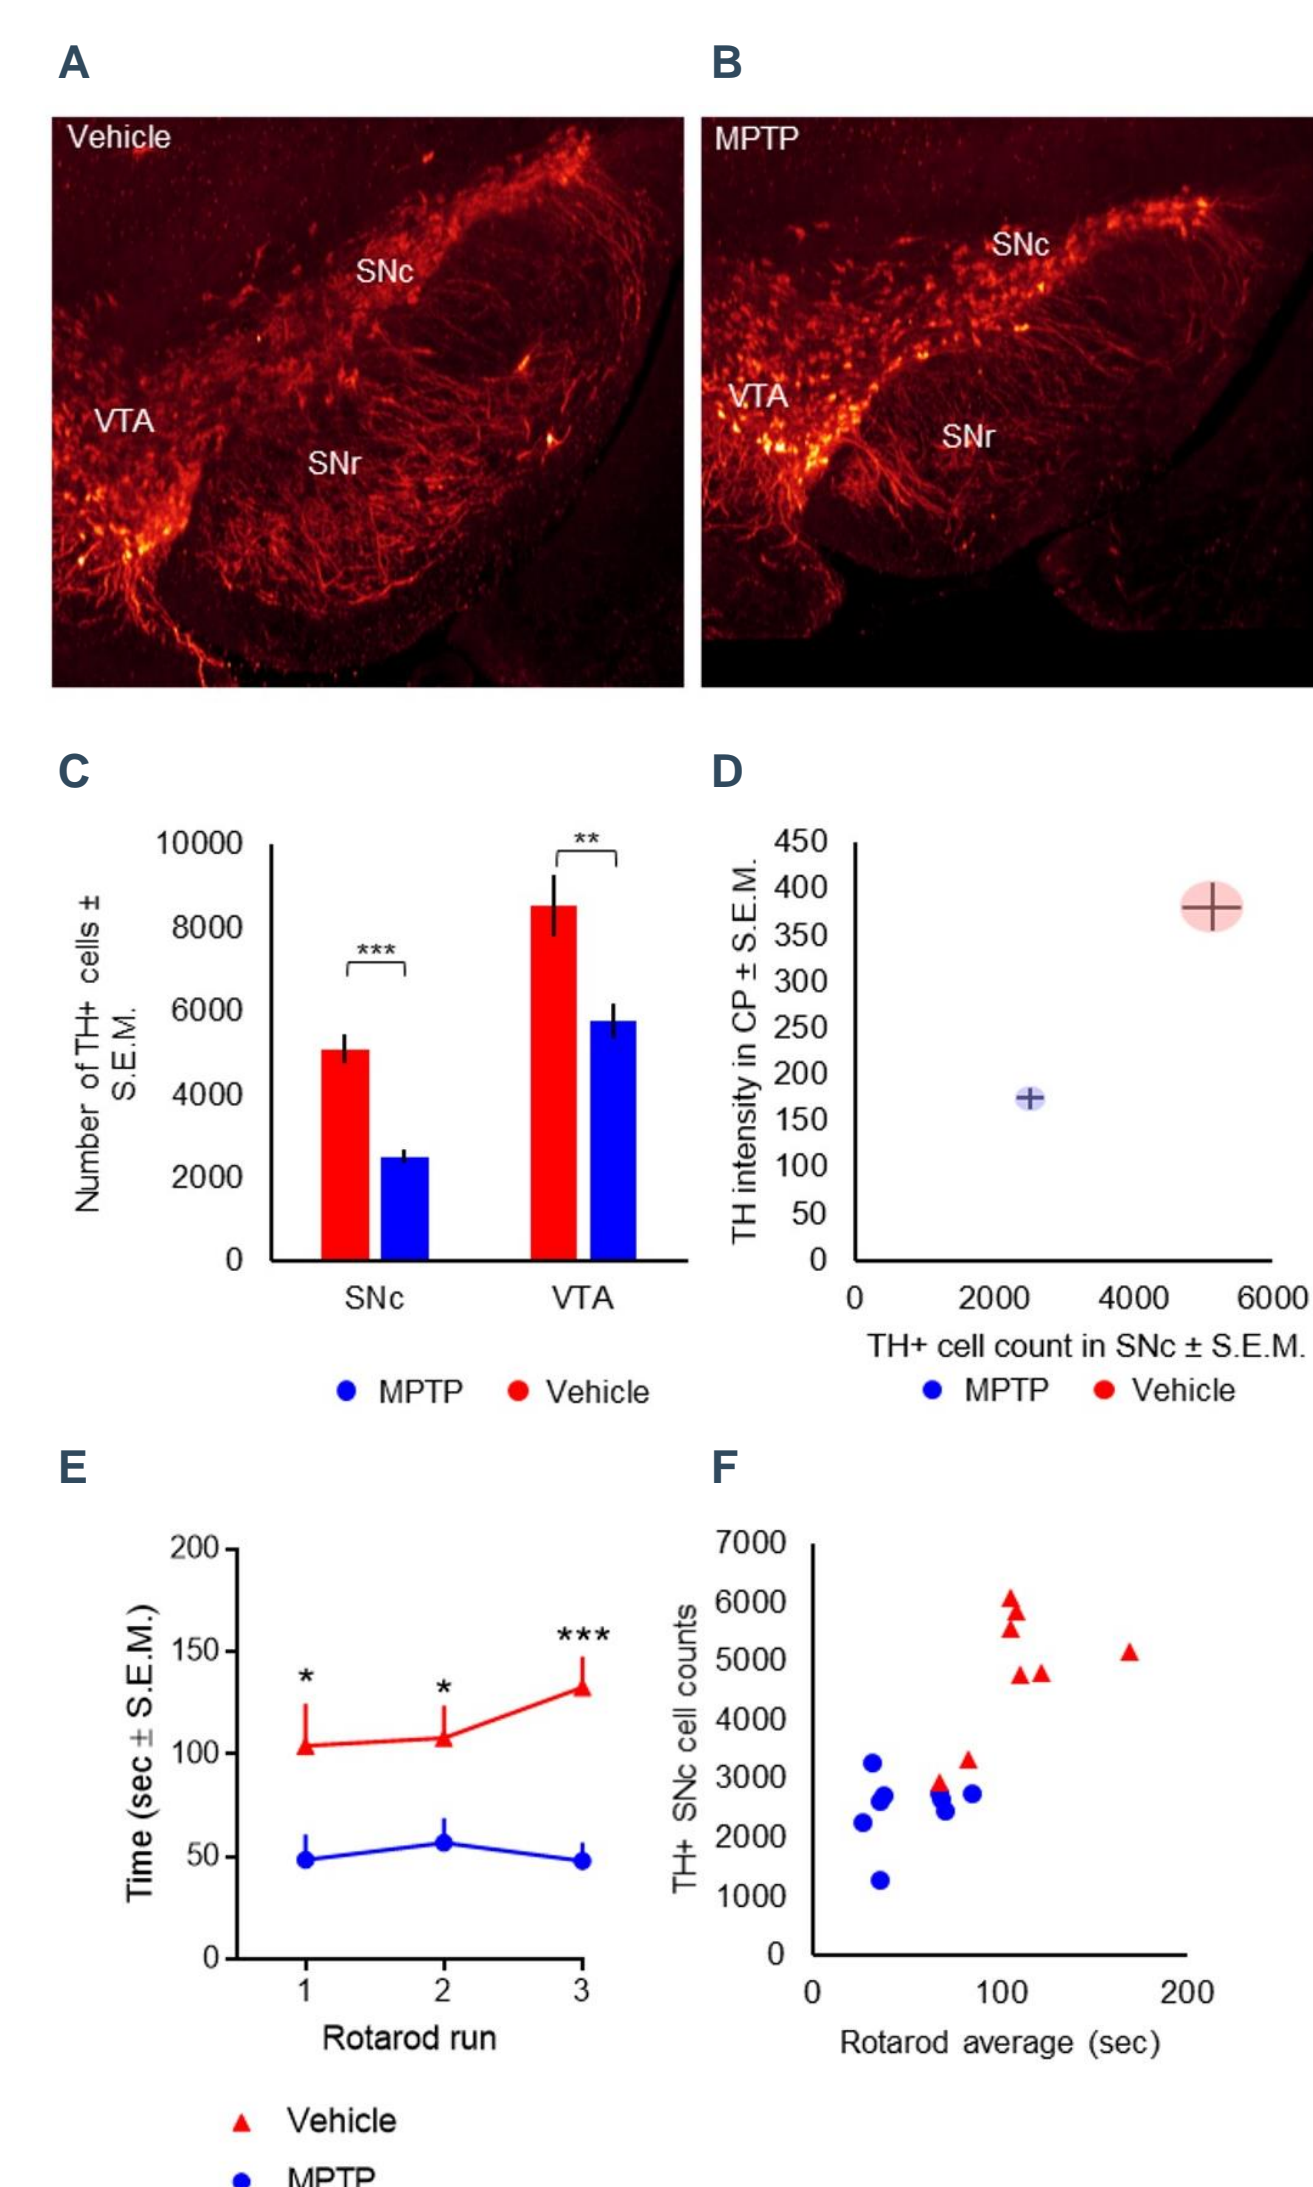 A
B
Vehicle
SNc
VTA
SNr
MPTP
SNc
VTA
SNr
C
Number of TH+ cells ±
S.E.M.
10000
8000
6000
4000
2000
0
***
**
SNc
VTA
MPTP
Vehicle
D
TH intensity in CP ± S.E.M.
450
400
350
300
250
200
150
100
50
0
0
2000
4000
6000
TH+ cell count in SNc ± S.E.M.
MPTP
Vehicle
E
Time (sec ± S.E.M.)
200
150
100
50
0
*
*
***
1
2
3
Rotarod run
Vehicle
MPTP
F
TH+ SNc cell counts
7000
6000
5000
4000
3000
2000
1000
0
0
100
200
Rotarod average (sec)